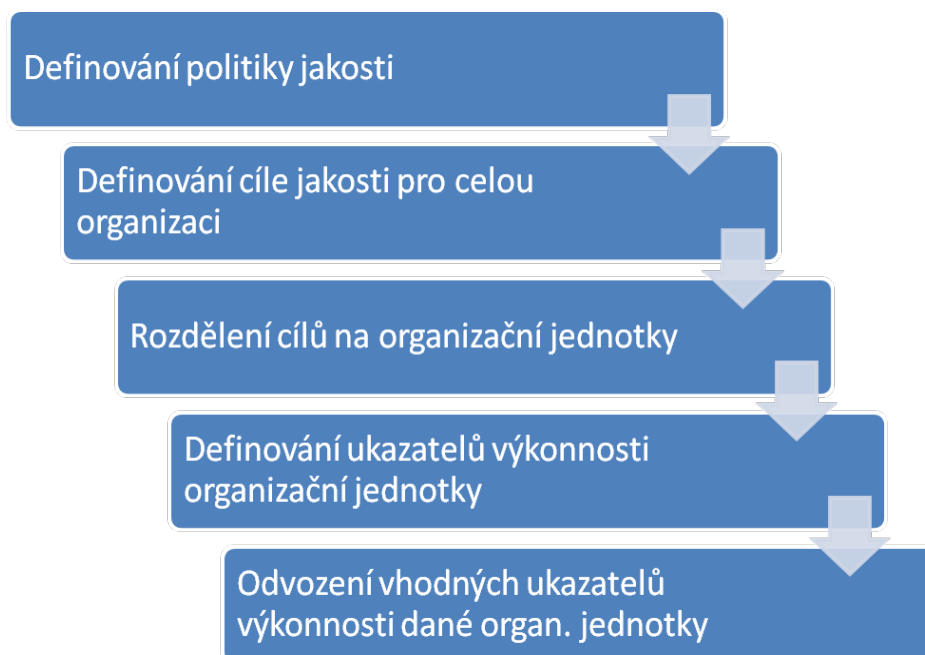 Definování politiky jakosti
Definování cíle jakosti pro celou
organizaci
Rozdělení cílů na organizační jednotky
Definování ukazatelů výkonnosti
organizační jednotky
Odvození vhodných ukazatelů
výkonnosti dané organ. jednotky